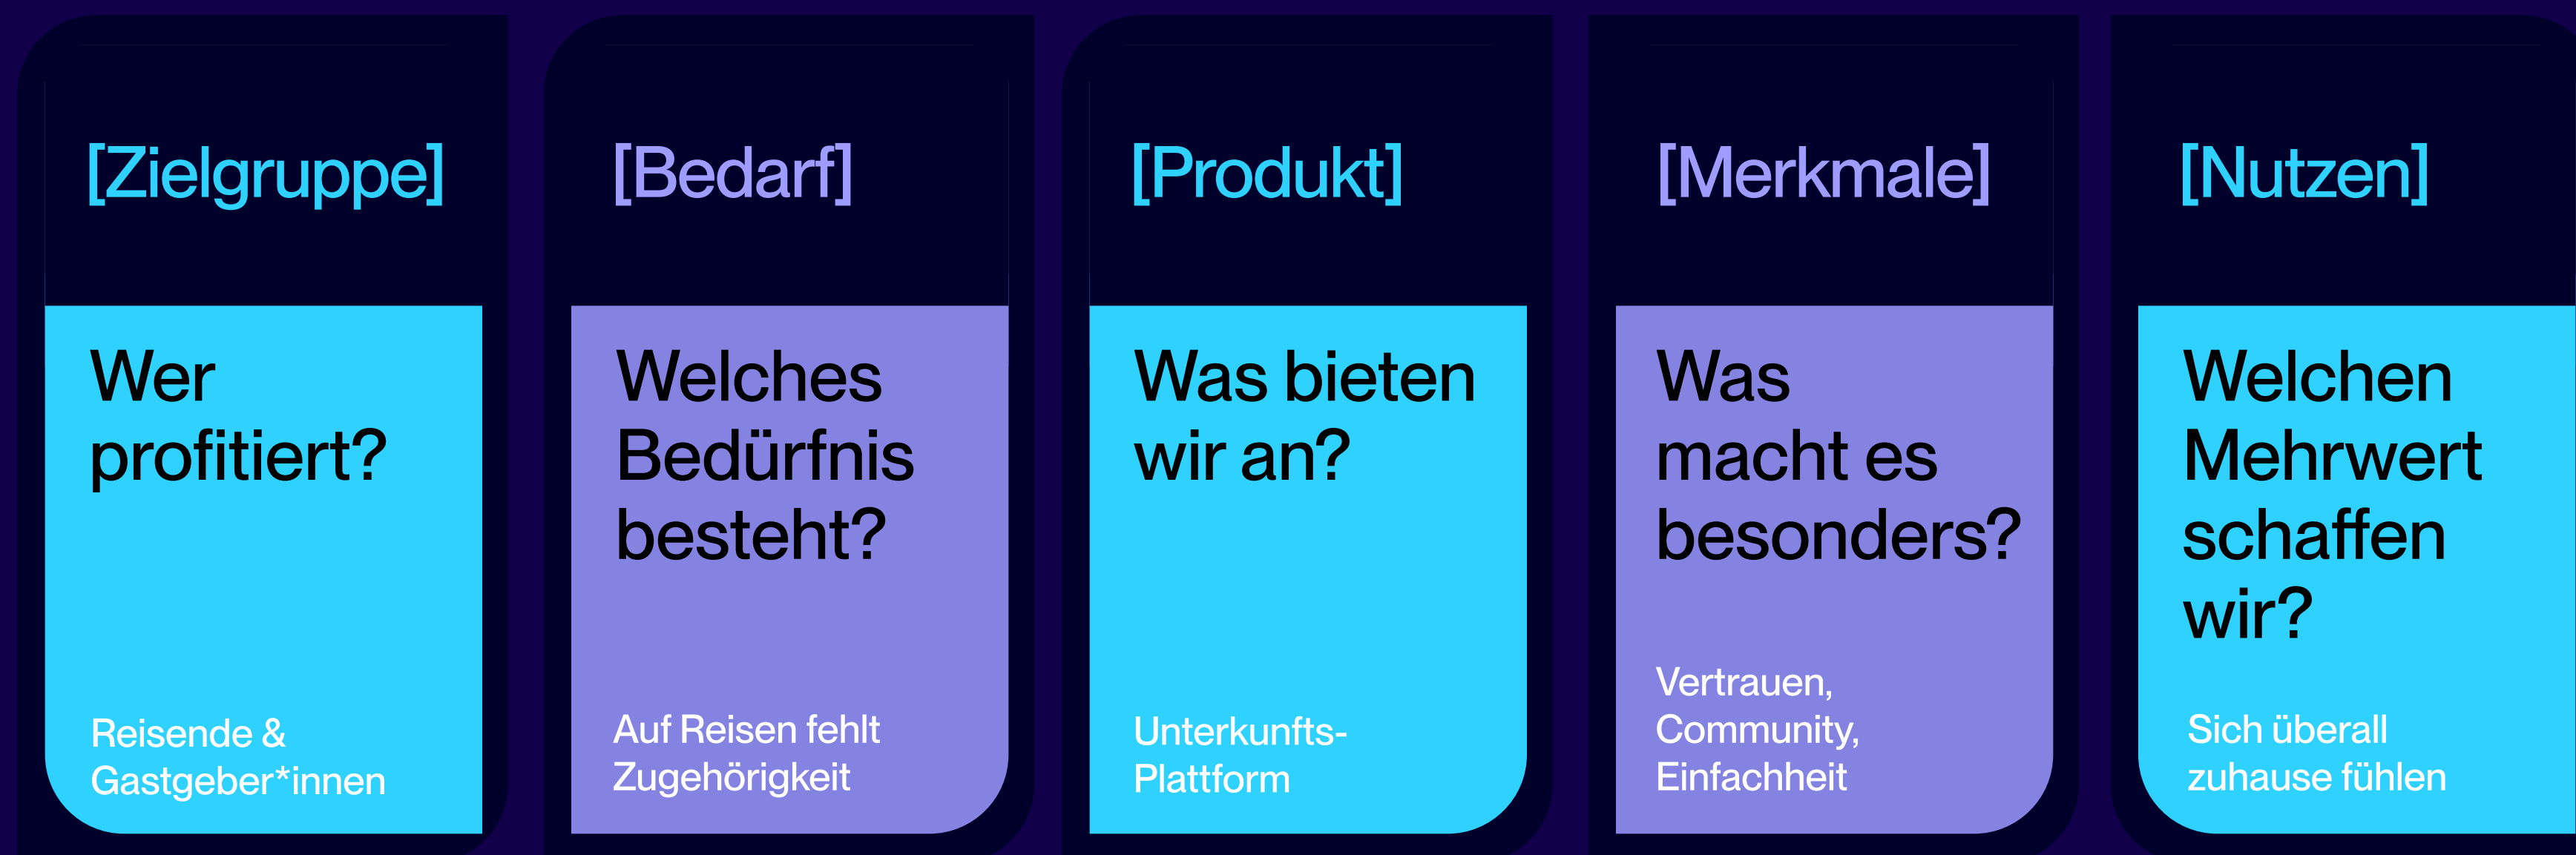 [Zielgruppe]
Wer
profitiert?
Reisende &
Gastgeber*innen
[Bedarf]
Welches
Bedürfnis
besteht?
Auf Reisen fehlt
Zugehörigkeit
[Produkt]
Was bieten
wir an?
Unterkunfts-
Plattform
[Merkmale]
Was
macht es
besonders?
Vertrauen,
Community,
Einfachheit
[Nutzen]
Welchen
Mehrwert
schaffen
wir?
Sich überall
zuhause fühlen